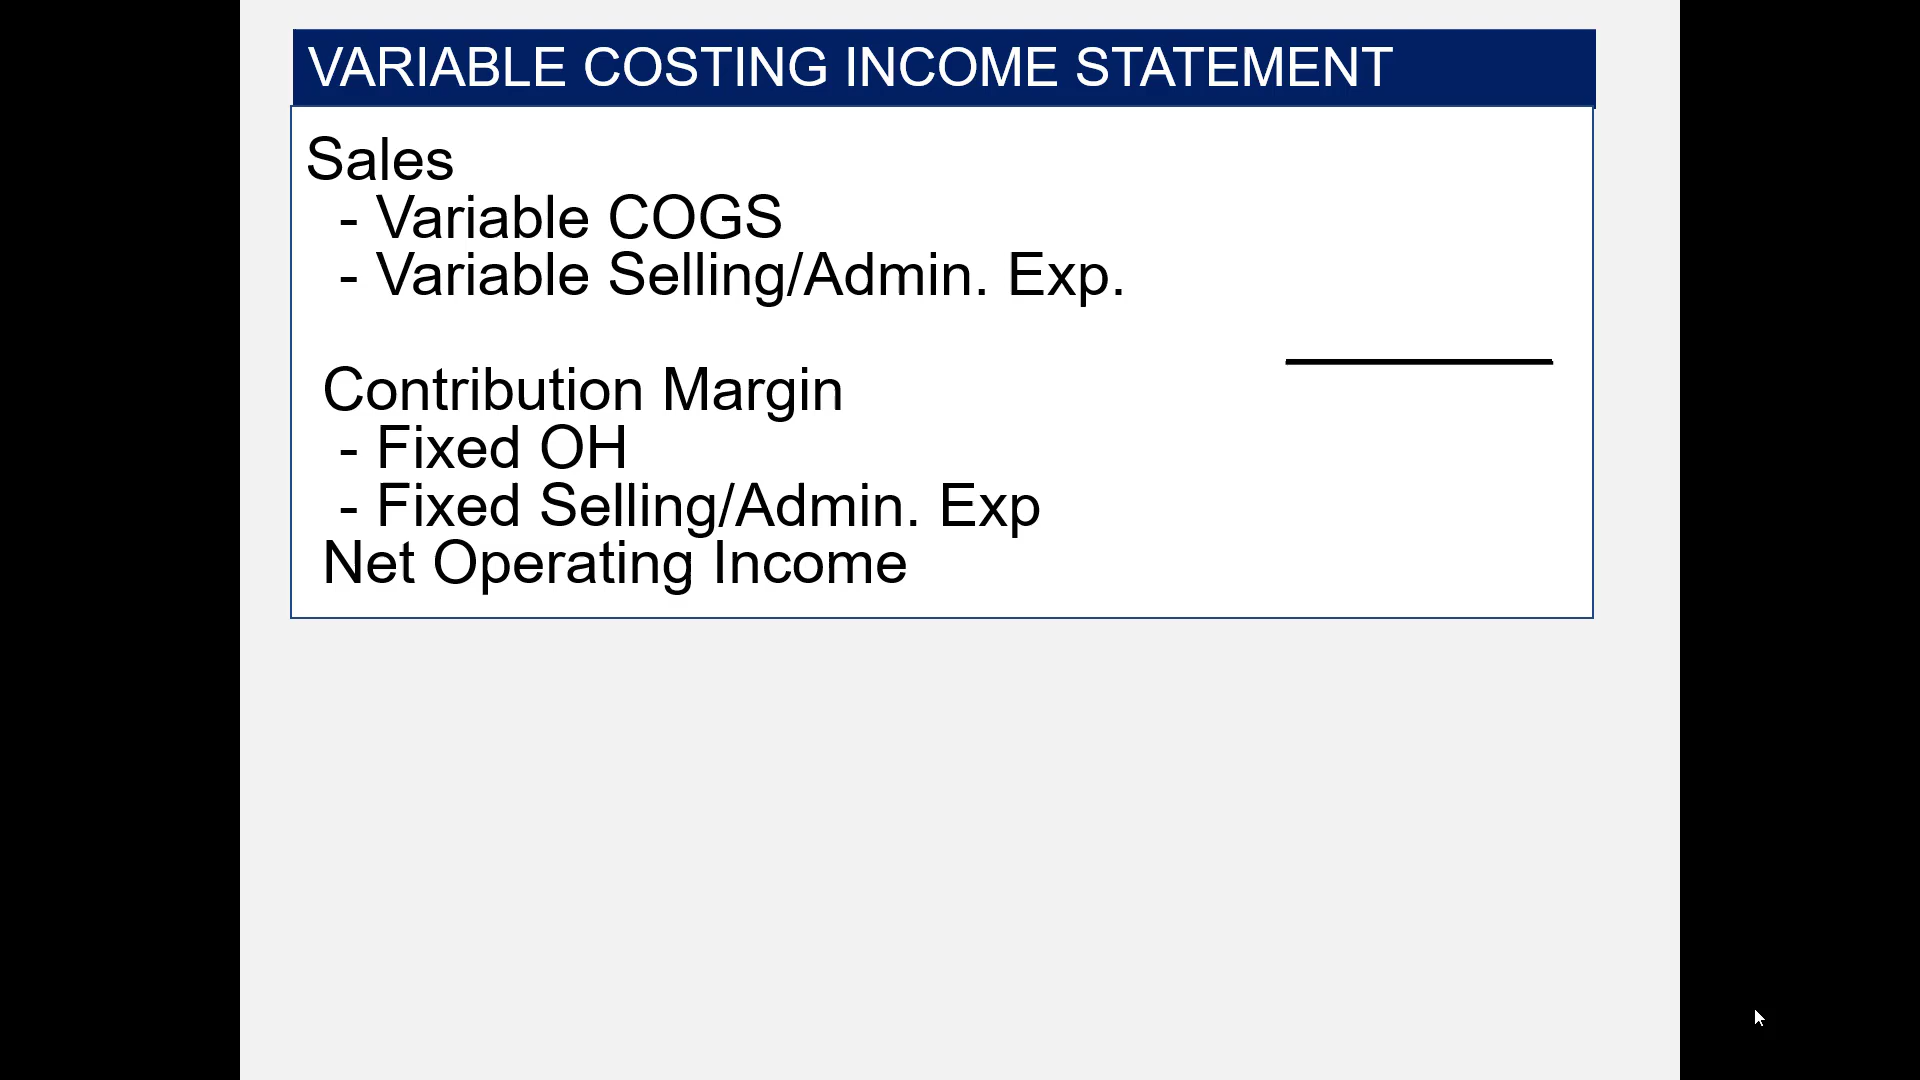 VARIABLE COSTING INCOME STATEMENT
Sales
- Variable COGS
- Variable Selling/Admin. Exp.
Contribution Margin
- Fixed OH
- Fixed Selling/Admin. Exp
Net Operating Income